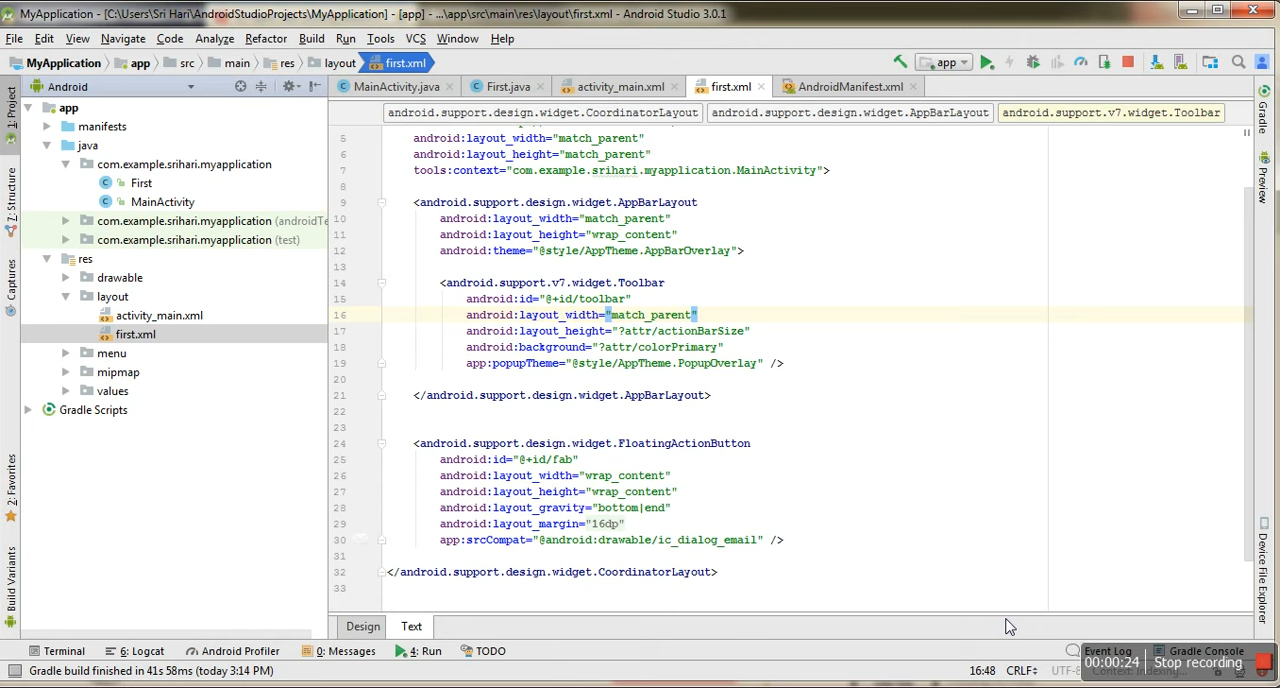 MyApplication - [C:\Users\Sri Hari\AndroidStudioProjects\MyApplication] - [app] - ...\app\src\main\res\layout\first.xml - Android Studio 3.0.1
File Edit View Navigate Code Analyze Refactor Build Run Tools VCS Window Help
MyApplication app src main res layout first.xml app
Android MainActivity.java First.java activity_main.xml first.xml AndroidManifest.xml
android.support.design.widget.CoordinatorLayout android.support.design.widget.AppBarLayout android.support.v7.widget.Toolbar
1: Project
Z: Structure
Captures
2: Favorites
Build Variants
app
manifests
java
com.example.srihari.myapplication
First
MainActivity
com.example.srihari.myapplication (androidTe
com.example.srihari.myapplication (test)
res
drawable
layout
activity_main.xml
first.xml
menu
mipmap
values
Gradle Scripts
5 android:layout_width="match_parent"
6 android:layout_height="match_parent"
7 tools:context="com.example.srihari.myapplication.MainActivity">
8
9 <android.support.design.widget.AppBarLayout
10 android:layout_width="match_parent"
11 android:layout_height="wrap_content"
12 android:theme="@style/AppTheme.AppBarOverlay">
13
14 <android.support.v7.widget.Toolbar
15 android:id="@+id/toolbar"
16 android:layout_width="match_parent"
17 android:layout_height="?attr/actionBarSize"
18 android:background="?attr/colorPrimary"
19 app:popupTheme="@style/AppTheme.PopupOverlay" />
20
21 </android.support.design.widget.AppBarLayout>
22
23
24 <android.support.design.widget.FloatingActionButton
25 android:id="@+id/fab"
26 android:layout_width="wrap_content"
27 android:layout_height="wrap_content"
28 android:layout_gravity="bottom|end"
29 android:layout_margin="16dp"
30 app:srcCompat="@android:drawable/ic_dialog_email" />
31
32 </android.support.design.widget.CoordinatorLayout>
33
Gradle
Preview
Device File Explorer
Design Text
Terminal 6: Logcat Android Profiler 0: Messages 4: Run TODO Event Log Gradle Console
Gradle build finished in 41s 58ms (today 3:14 PM) 16:48 CRLF÷ UTF-8
00:00:24 Stop recording